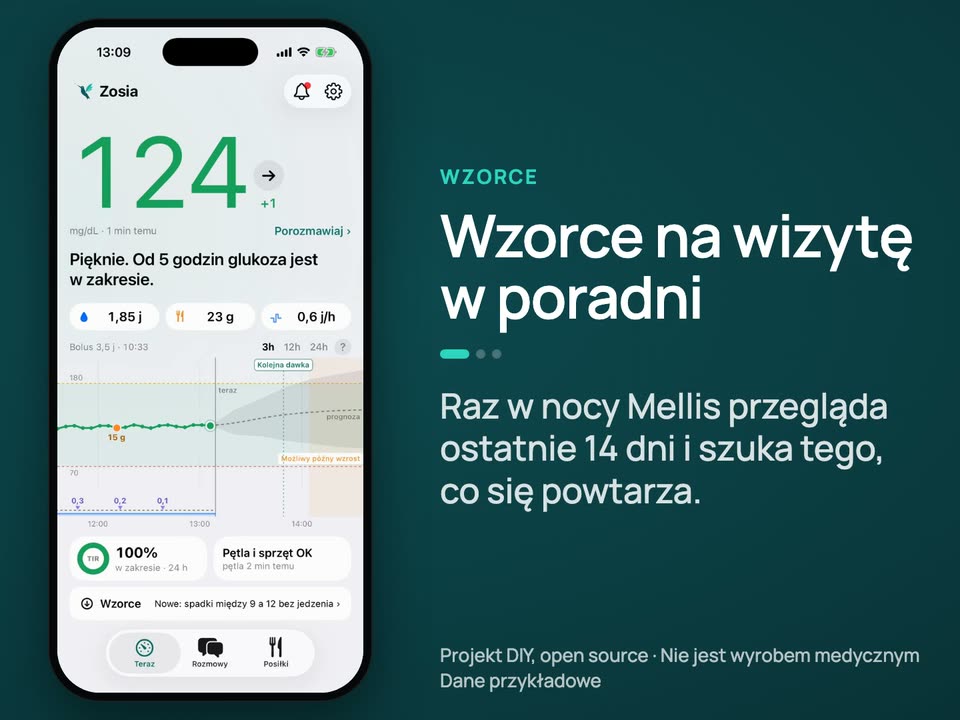 13:09
Zosia
124
+1
mg/dL · 1 min temu
Porozmawiaj ›
Pięknie. Od 5 godzin glukoza jest
w zakresie.
1,85 j
23 g
0,6 j/h
Bolus 3,5 j · 10:33
3h 12h 24h ?
Kolejna dawka
180
teraz
prognoza
15 g
Możliwy późny wzrost
70
0,3 0,2 0,1
12:00 13:00 14:00
TIR
100%
w zakresie · 24 h
Pętla i sprzęt OK
pętla 2 min temu
Wzorce Nowe: spadki między 9 a 12 bez jedzenia ›
Teraz Rozmowy Posiłki
WZORCE
Wzorce na wizytę
w poradni
Raz w nocy Mellis przegląda
ostatnie 14 dni i szuka tego,
co się powtarza.
Projekt DIY, open source · Nie jest wyrobem medycznym
Dane przykładowe